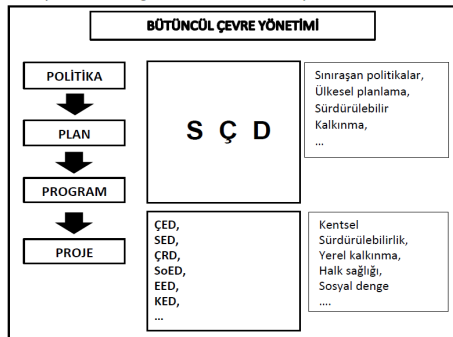 BÜTÜNCÜL ÇEVRE YÖNETİMİ
POLİTİKA
PLAN
PROGRAM
PROJE
S Ç D
Sınıraşan politikalar,
Ülkesel planlama,
Sürdürülebilir
Kalkınma,
...
ÇED,
SED,
ÇRD,
SoED,
EED,
KED,
...
Kentsel
Sürdürülebilirlik,
Yerel kalkınma,
Halk sağlığı,
Sosyal denge
....